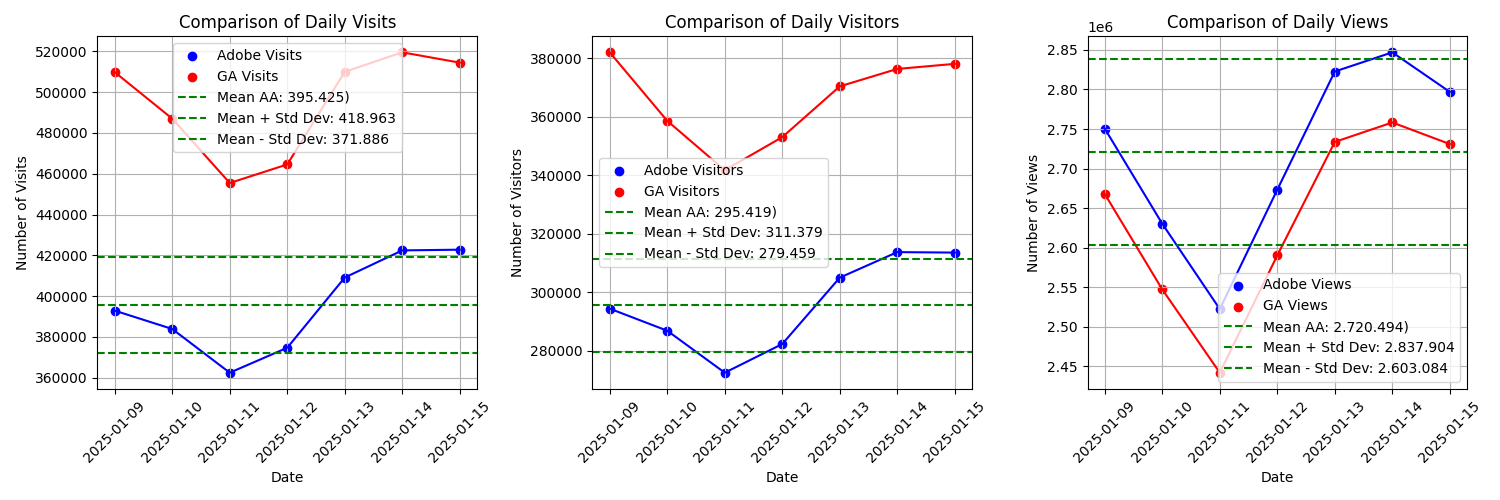 Comparison of Daily Visits
Number of Visits
520000
500000
480000
460000
440000
420000
400000
380000
360000
Adobe Visits
GA Visits
Mean AA: 395.425)
Mean + Std Dev: 418.963
Mean - Std Dev: 371.886
2025-01-09
2025-01-10
2025-01-11
2025-01-12
2025-01-13
2025-01-14
2025-01-15
Date
Comparison of Daily Visitors
Number of Visitors
380000
360000
340000
320000
300000
280000
Adobe Visitors
GA Visitors
Mean AA: 295.419)
Mean + Std Dev: 311.379
Mean - Std Dev: 279.459
2025-01-09
2025-01-10
2025-01-11
2025-01-12
2025-01-13
2025-01-14
2025-01-15
Date
Comparison of Daily Views
1e6
Number of Views
2.85
2.80
2.75
2.70
2.65
2.60
2.55
2.50
2.45
Adobe Views
GA Views
Mean AA: 2.720.494)
Mean + Std Dev: 2.837.904
Mean - Std Dev: 2.603.084
2025-01-09
2025-01-10
2025-01-11
2025-01-12
2025-01-13
2025-01-14
2025-01-15
Date